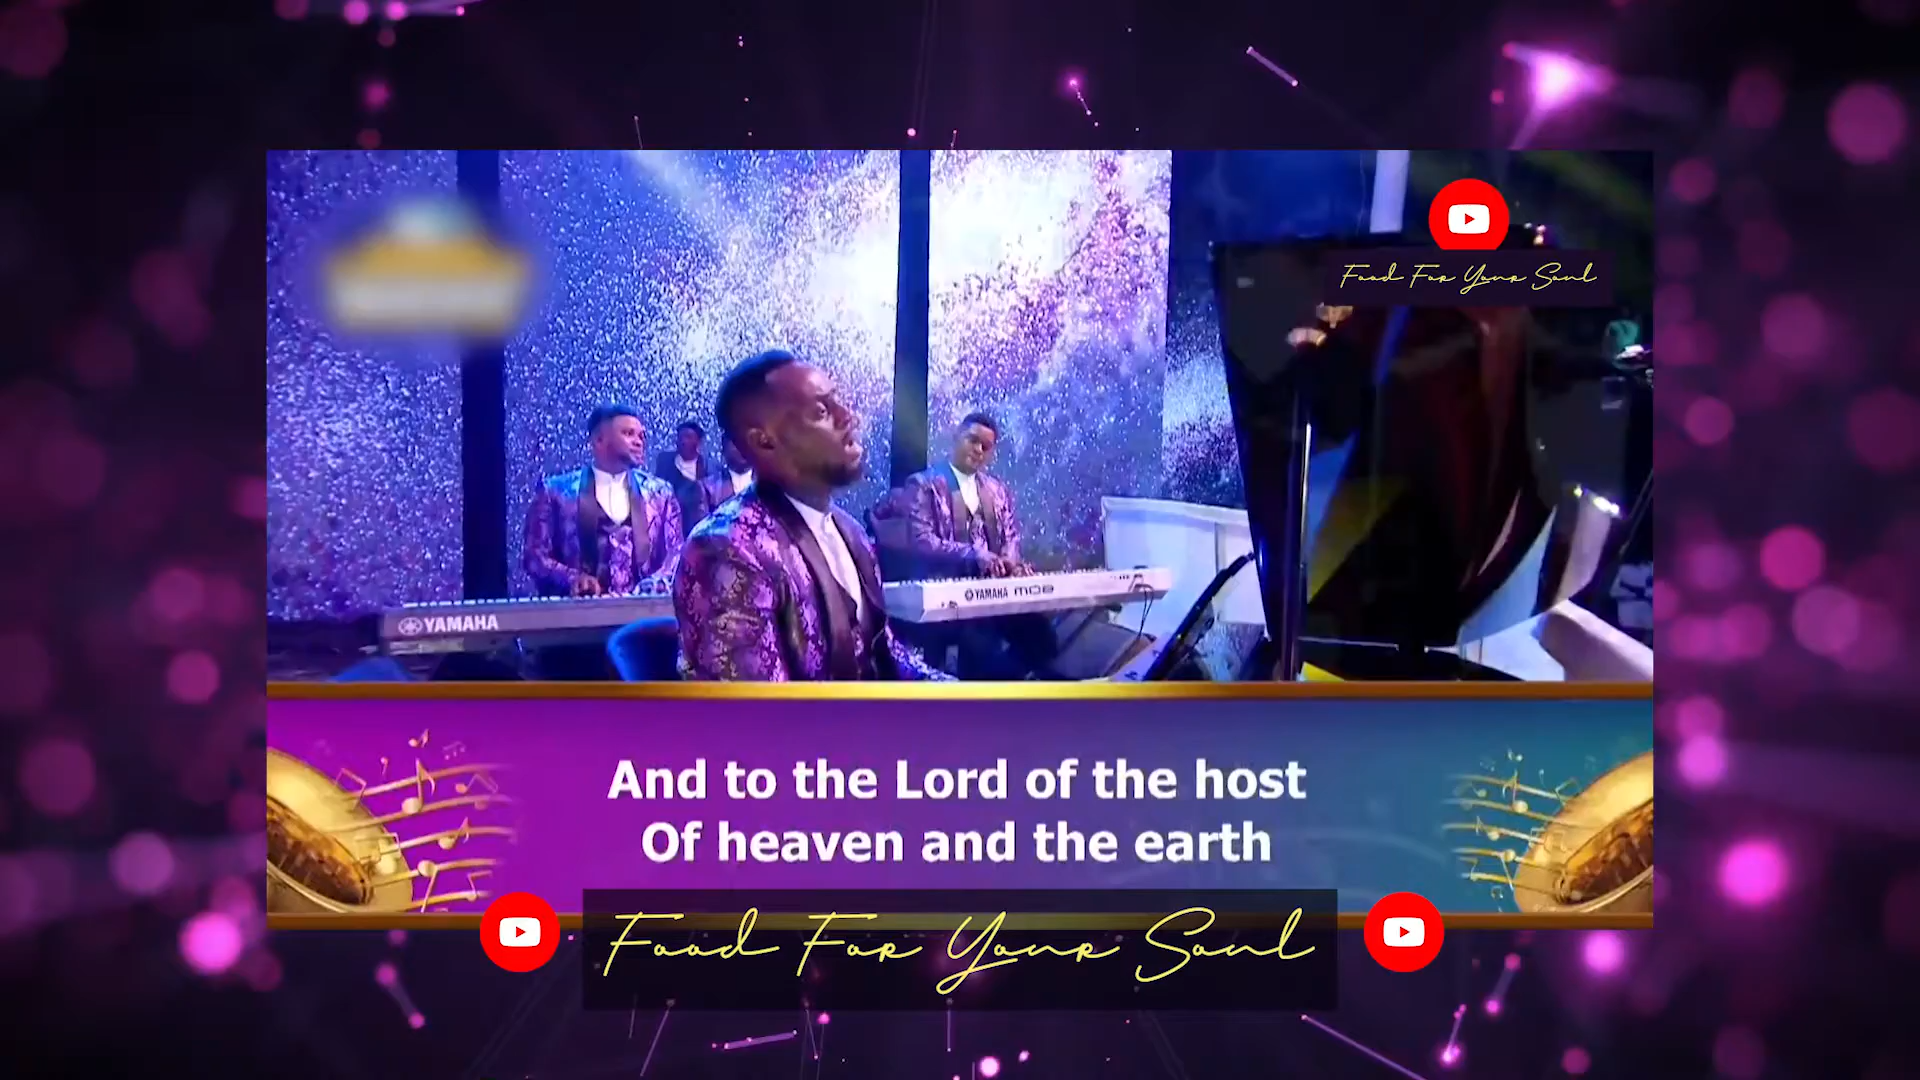 Food For Your Soul
YAMAHA
YAMAHA MO8
And to the Lord of the host
Of heaven and the earth
Food For Your Soul